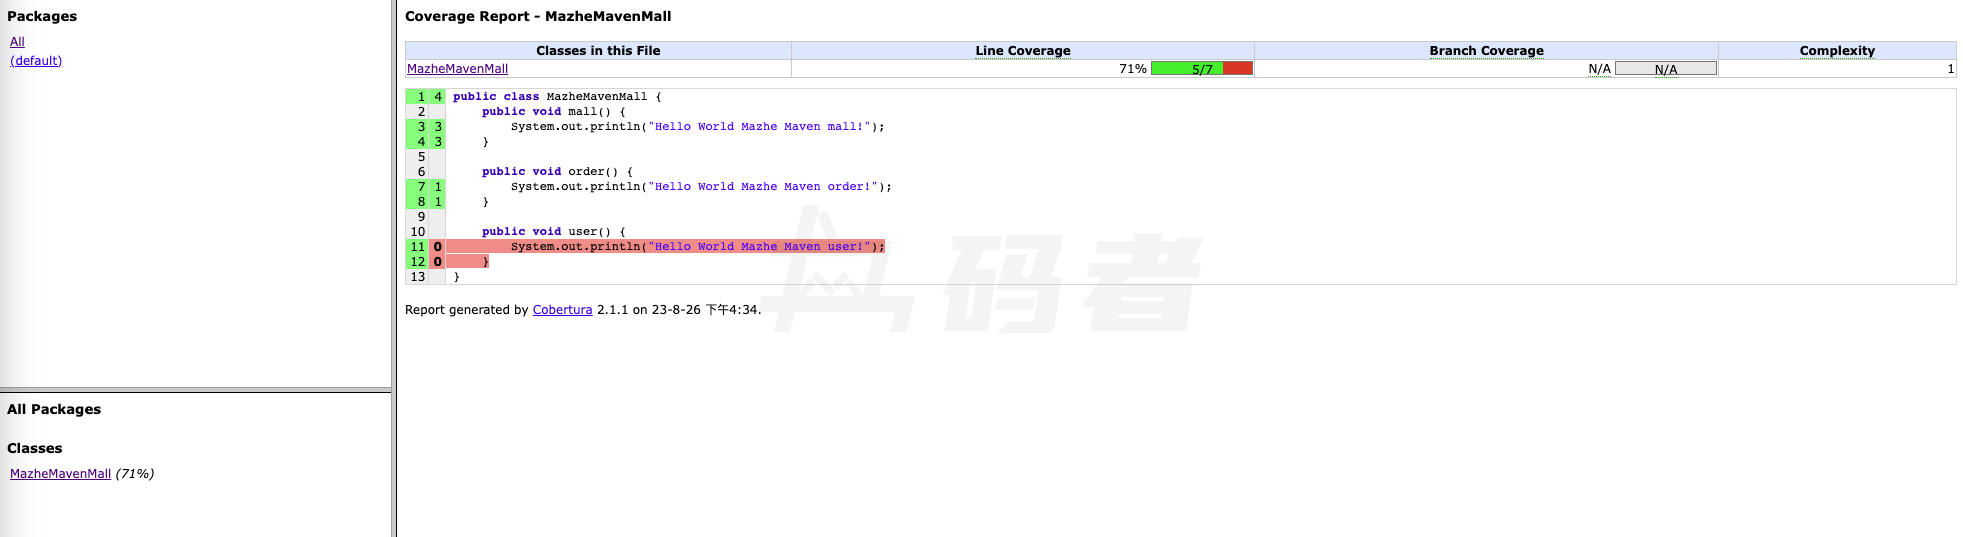 Packages
All
(default)
All Packages
Classes
MazheMavenMall (71%)
Coverage Report - MazheMavenMall
Classes in this File Line Coverage Branch Coverage Complexity
MazheMavenMall 71% 5/7 N/A N/A 1
1 4 public class MazheMavenMall {
2 public void mall() {
3 3 System.out.println("Hello World Mazhe Maven mall!");
4 3 }
5
6 public void order() {
7 1 System.out.println("Hello World Mazhe Maven order!");
8 1 }
9
10 public void user() {
11 0 System.out.println("Hello World Mazhe Maven user!");
12 0 }
13 }
Report generated by Cobertura 2.1.1 on 23-8-26 下午4:34.
码者